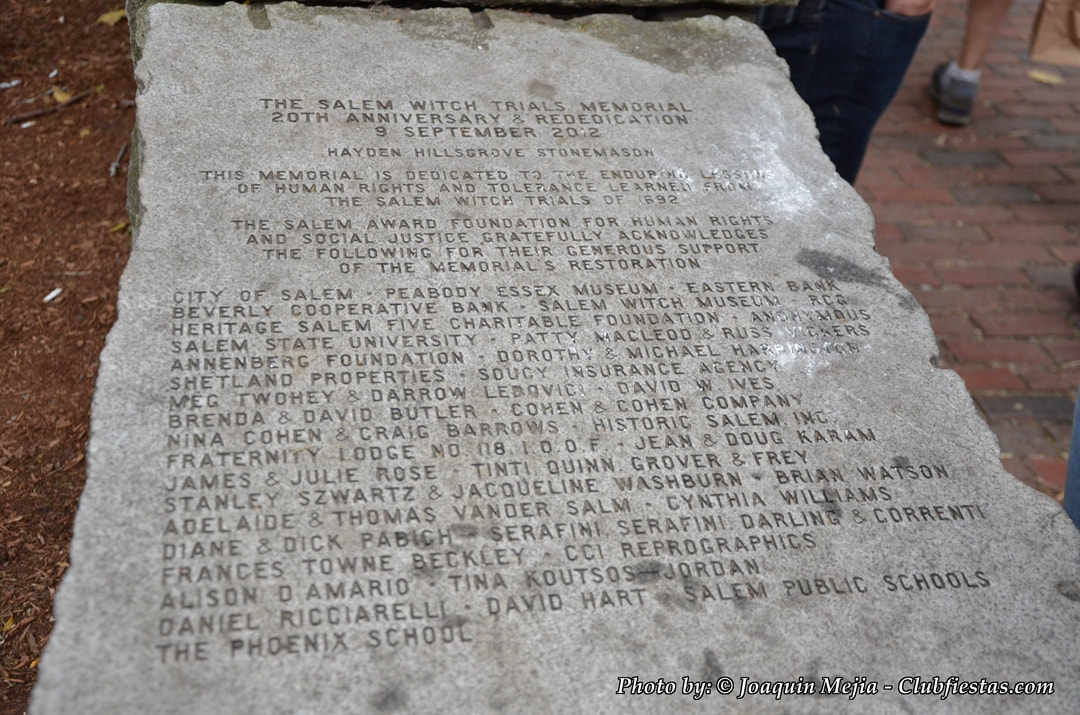 THE SALEM WITCH TRIALS MEMORIAL
20TH ANNIVERSARY & REDEDICATION
9 SEPTEMBER 2012
HAYDEN HILLSGROVE STONEMASON
THIS MEMORIAL IS DEDICATED TO THE ENDURING LESSONS
OF HUMAN RIGHTS AND TOLERANCE LEARNED FROM
THE SALEM WITCH TRIALS OF 1692
THE SALEM AWARD FOUNDATION FOR HUMAN RIGHTS
AND SOCIAL JUSTICE GRATEFULLY ACKNOWLEDGES
THE FOLLOWING FOR THEIR GENEROUS SUPPORT
OF THE MEMORIAL'S RESTORATION
CITY OF SALEM · PEABODY ESSEX MUSEUM · EASTERN BANK
BEVERLY COOPERATIVE BANK · SALEM WITCH MUSEUM · RCG
HERITAGE SALEM FIVE CHARITABLE FOUNDATION · ANONYMOUS
SALEM STATE UNIVERSITY · PATTY MACLEOD & RUSS VICKERS
ANNENBERG FOUNDATION · DOROTHY & MICHAEL HARRINGTON
SHETLAND PROPERTIES · SOUCY INSURANCE AGENCY
MEG TWOHEY & DARROW LEBOVICI · DAVID W. IVES
BRENDA & DAVID BUTLER · COHEN & COHEN COMPANY
NINA COHEN & CRAIG BARROWS · HISTORIC SALEM INC.
FRATERNITY LODGE NO. 118 I.O.O.F. · JEAN & DOUG KARAM
JAMES & JULIE ROSE · TINTI QUINN, GROVER & FREY
STANLEY SZWARTZ & JACQUELINE WASHBURN · BRIAN WATSON
ADELAIDE & THOMAS VANDER SALM · CYNTHIA WILLIAMS
DIANE & DICK PABICH · SERAFINI SERAFINI DARLING & CORRENTI
FRANCES TOWNE BECKLEY · CCI REPROGRAPHICS
ALISON D'AMARIO · TINA KOUTSOS-JORDAN
DANIEL RICCIARELLI · DAVID HART · SALEM PUBLIC SCHOOLS
THE PHOENIX SCHOOL
Photo by: © Joaquin Mejia - Clubfiestas.com